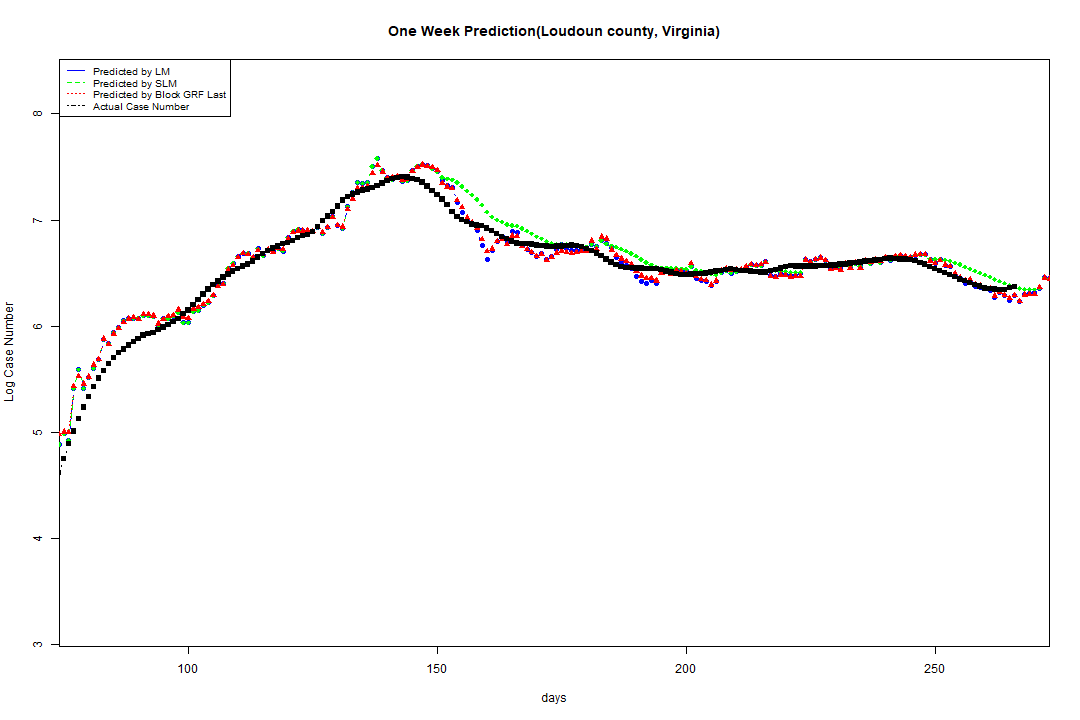 One Week Prediction(Loudoun county, Virginia)
Predicted by LM
Predicted by SLM
Predicted by Block GRF Last
Actual Case Number
8
7
6
5
4
3
Log Case Number
100 150 200 250
days